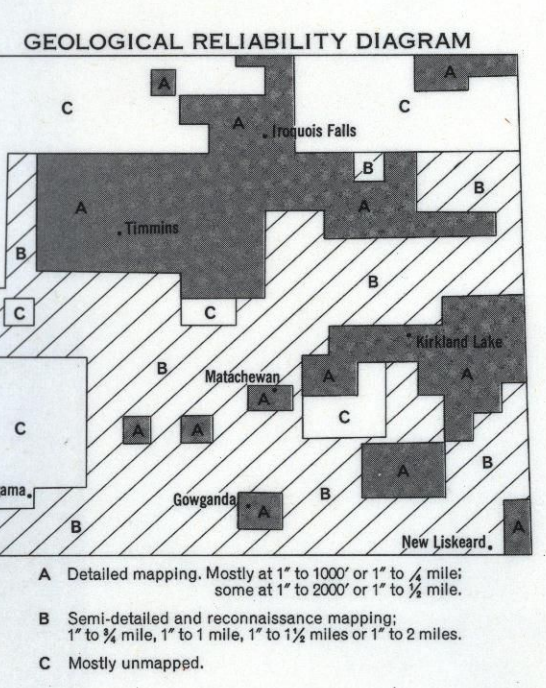 GEOLOGICAL RELIABILITY DIAGRAM
A
A
C
C
A
Iroquois Falls
B
B
A
A
Timmins
B
B
C
C
Kirkland Lake
B
Matachewan
A
A
A
C
C
A
A
B
A
ama.
Gowganda
B
A
A
B
New Liskeard
A Detailed mapping. Mostly at 1" to 1000' or 1" to ¼ mile;
some at 1" to 2000' or 1" to ½ mile.
B Semi-detailed and reconnaissance mapping;
1" to ¾ mile, 1" to 1 mile, 1" to 1½ miles or 1" to 2 miles.
C Mostly unmapped.